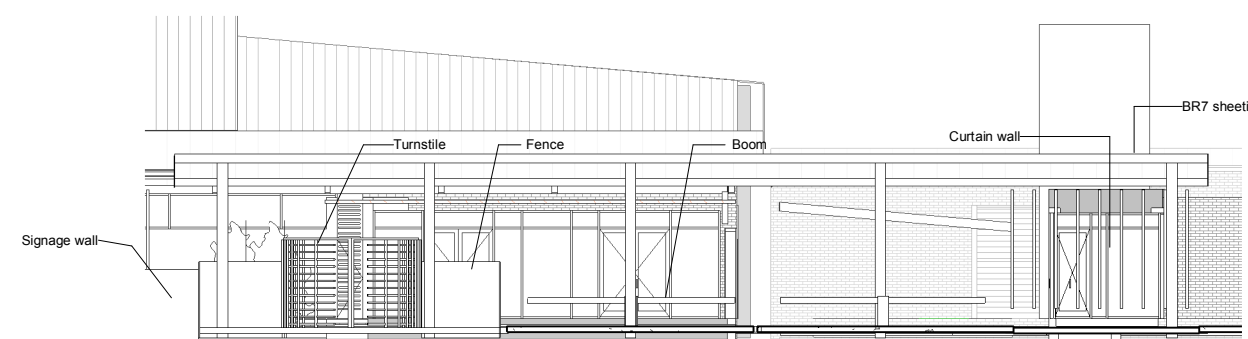 BR7 sheeti
Curtain wall
Turnstile
Fence
Boom
Signage wall